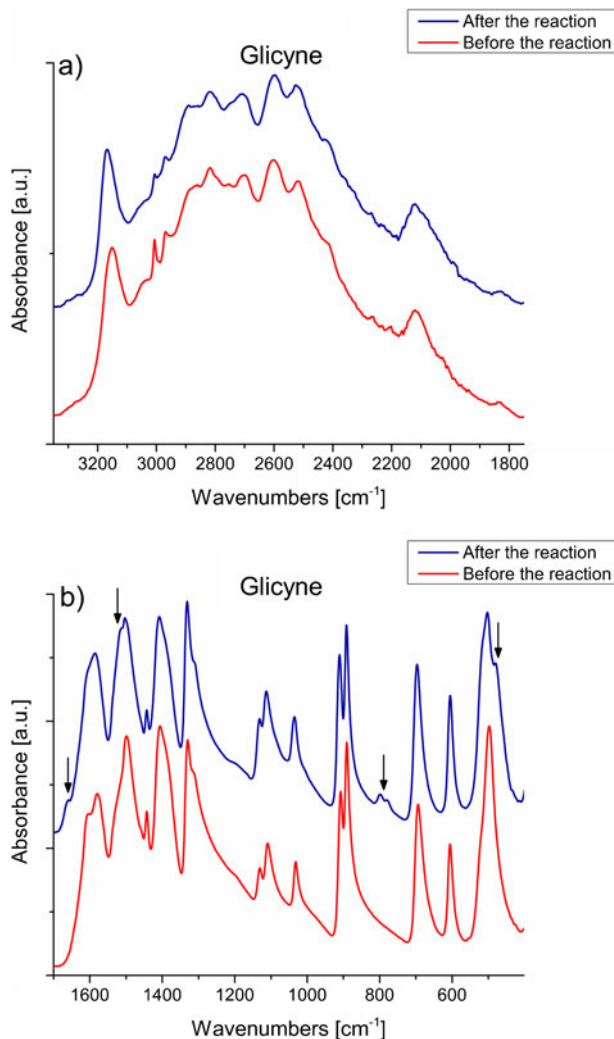 After the reaction
Before the reaction
a)
Glicyne
Absorbance [a.u.]
3200 3000 2800 2600 2400 2200 2000 1800
Wavenumbers [cm⁻¹]
After the reaction
Before the reaction
b)
Glicyne
Absorbance [a.u.]
1600 1400 1200 1000 800 600
Wavenumbers [cm⁻¹]